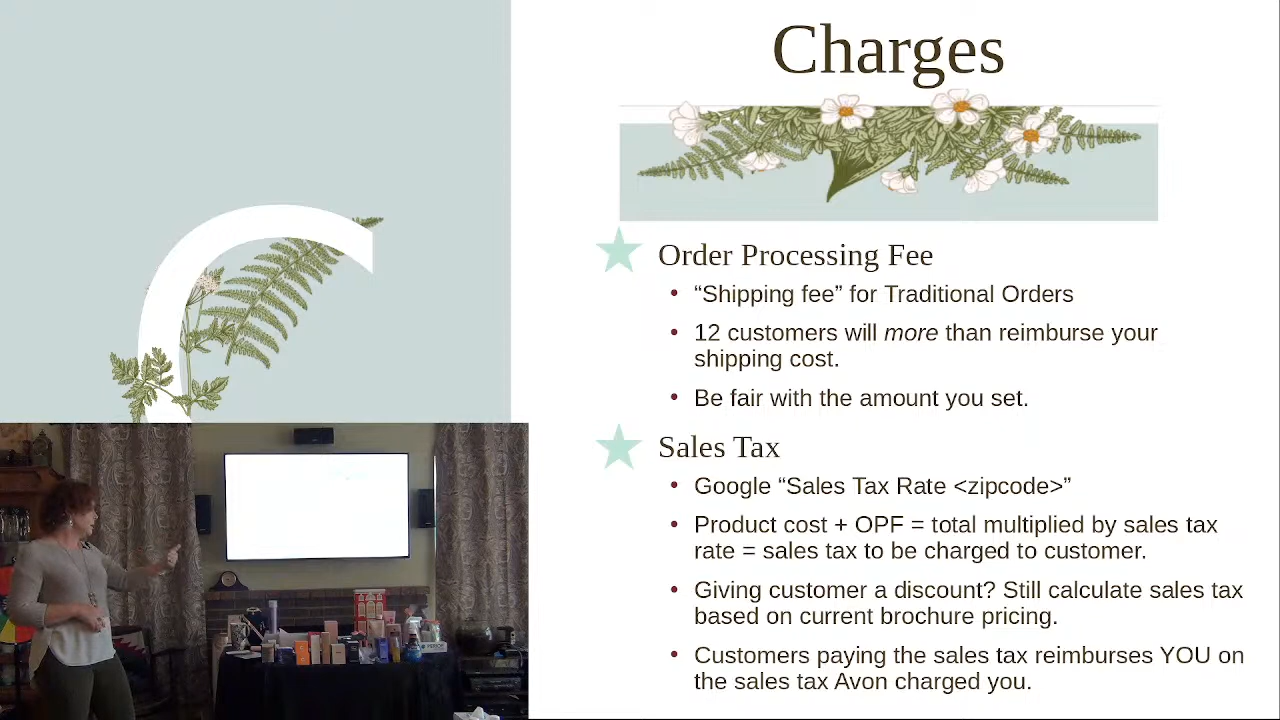 Charges
Order Processing Fee
• “Shipping fee” for Traditional Orders
• 12 customers will more than reimburse your
shipping cost.
• Be fair with the amount you set.
Sales Tax
• Google “Sales Tax Rate <zipcode>”
• Product cost + OPF = total multiplied by sales tax
rate = sales tax to be charged to customer.
• Giving customer a discount? Still calculate sales tax
based on current brochure pricing.
• Customers paying the sales tax reimburses YOU on
the sales tax Avon charged you.